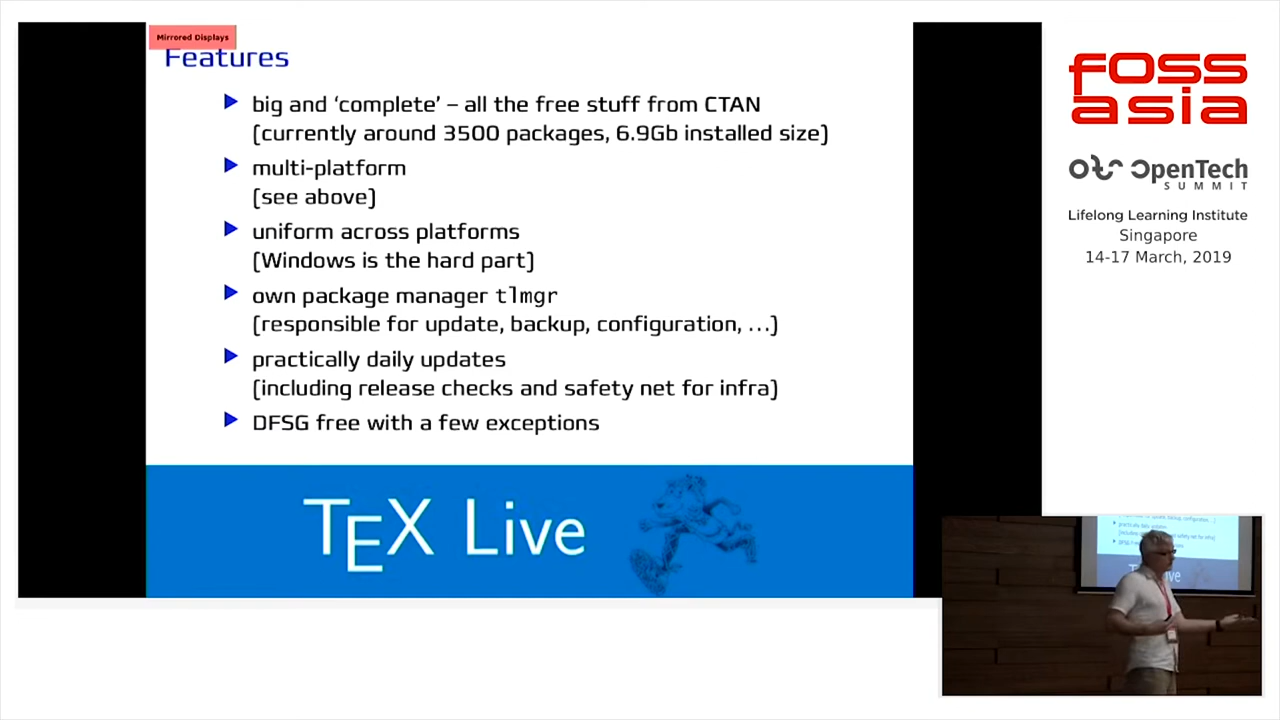 Mirrored Displays
Features
big and ‘complete’ – all the free stuff from CTAN
[currently around 3500 packages, 6.9Gb installed size]
multi-platform
[see above]
uniform across platforms
[Windows is the hard part]
own package manager tlmgr
[responsible for update, backup, configuration, …]
practically daily updates
[including release checks and safety net for infra]
DFSG free with a few exceptions
TEX Live
FOSS
asia
OpenTech
SUMMIT
Lifelong Learning Institute
Singapore
14-17 March, 2019
practically daily updates